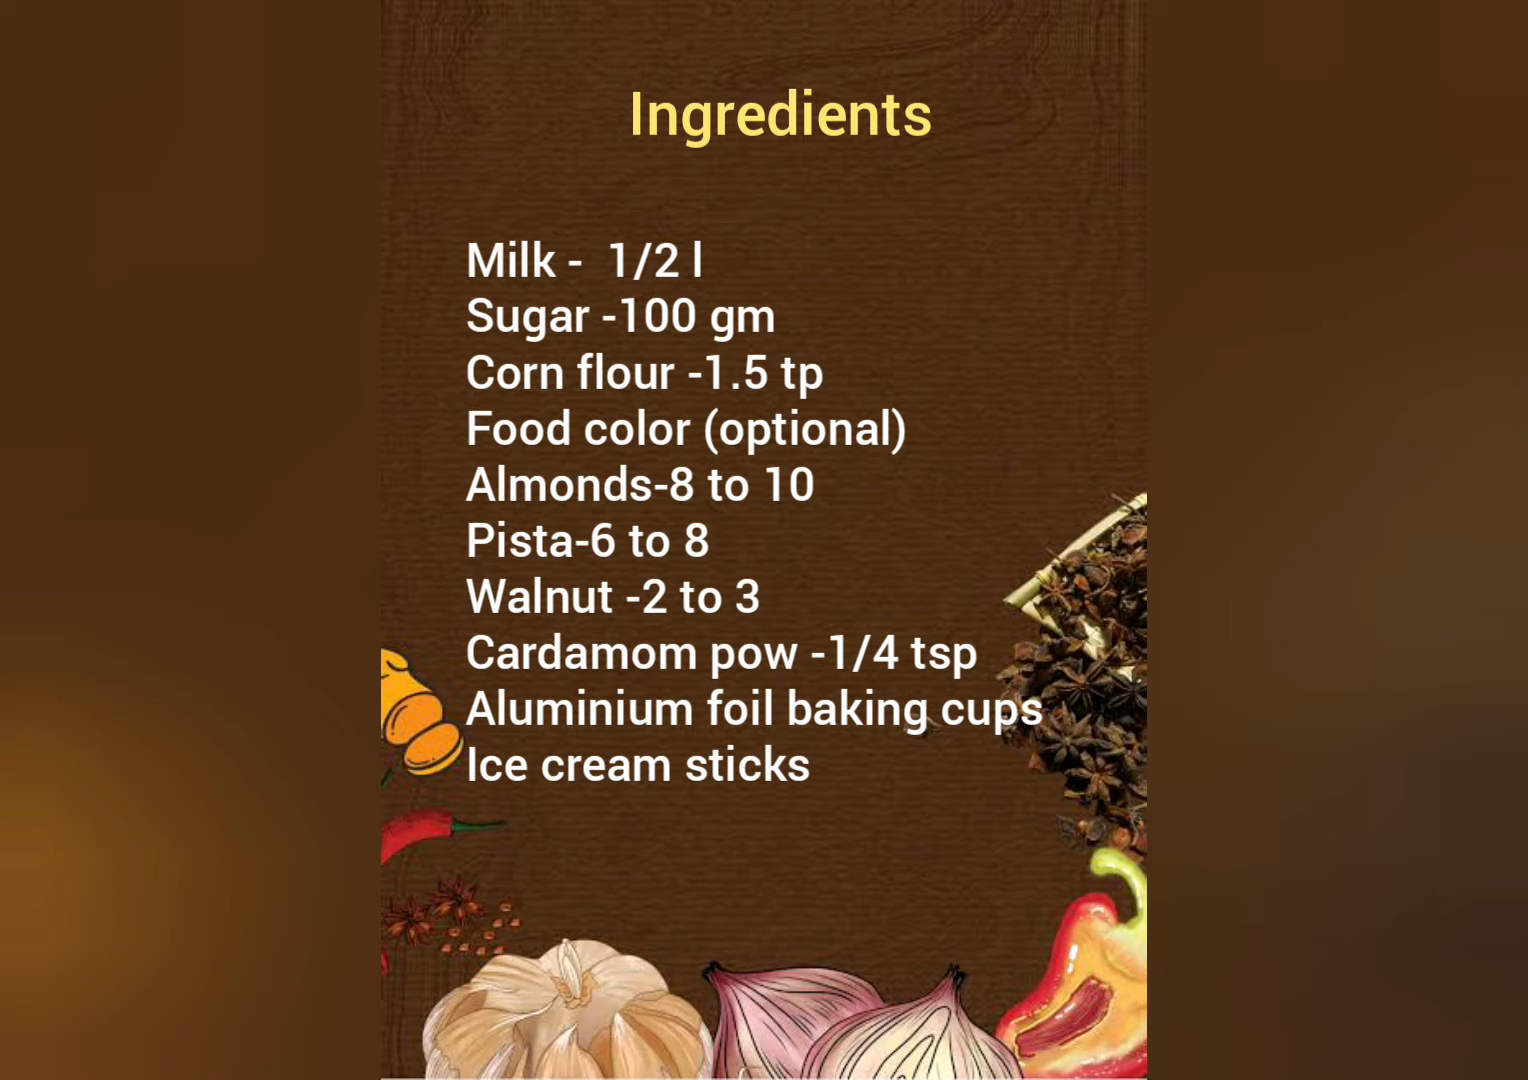 Ingredients
Milk -  1/2 l
Sugar -100 gm
Corn flour -1.5 tp
Food color (optional)
Almonds-8 to 10
Pista-6 to 8
Walnut -2 to 3
Cardamom pow -1/4 tsp
Aluminium foil baking cups
Ice cream sticks